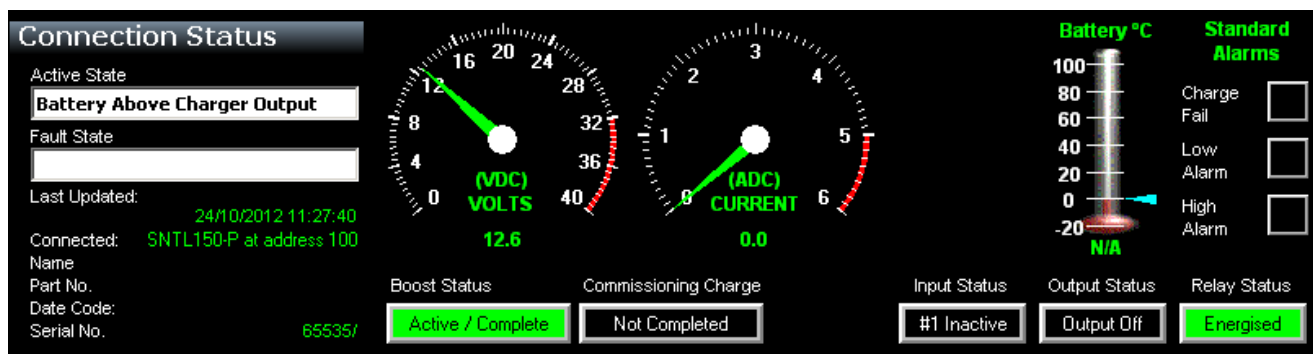 Connection Status
Active State
Battery Above Charger Output
Fault State
Last Updated:
24/10/2012 11:27:40
Connected: SNTL150-P at address 100
Name
Part No.
Date Code:
Serial No. 65535/
0
4
8
12
16
20
24
28
32
36
40
(VDC)
VOLTS
12.6
0
1
2
3
4
5
6
(ADC)
CURRENT
0.0
Battery °C
100
80
60
40
20
0
-20
N/A
Standard
Alarms
Charge
Fail
Low
Alarm
High
Alarm
Boost Status
Active / Complete
Commissioning Charge
Not Completed
Input Status
#1 Inactive
Output Status
Output Off
Relay Status
Energised